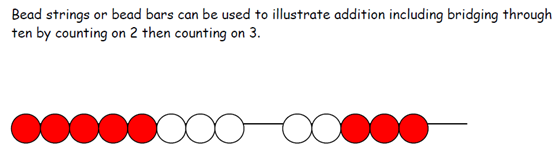 Bead strings or bead bars can be used to illustrate addition including bridging through
ten by counting on 2 then counting on 3.